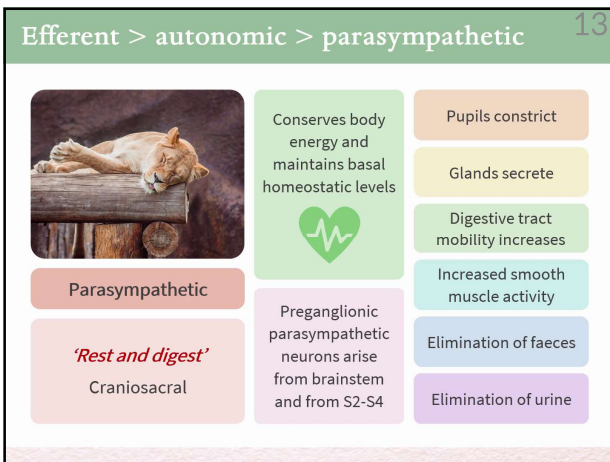 Efferent > autonomic > parasympathetic
13
Parasympathetic
'Rest and digest'
Craniosacral
Conserves body
energy and
maintains basal
homeostatic levels
Preganglionic
parasympathetic
neurons arise
from brainstem
and from S2-S4
Pupils constrict
Glands secrete
Digestive tract
mobility increases
Increased smooth
muscle activity
Elimination of faeces
Elimination of urine